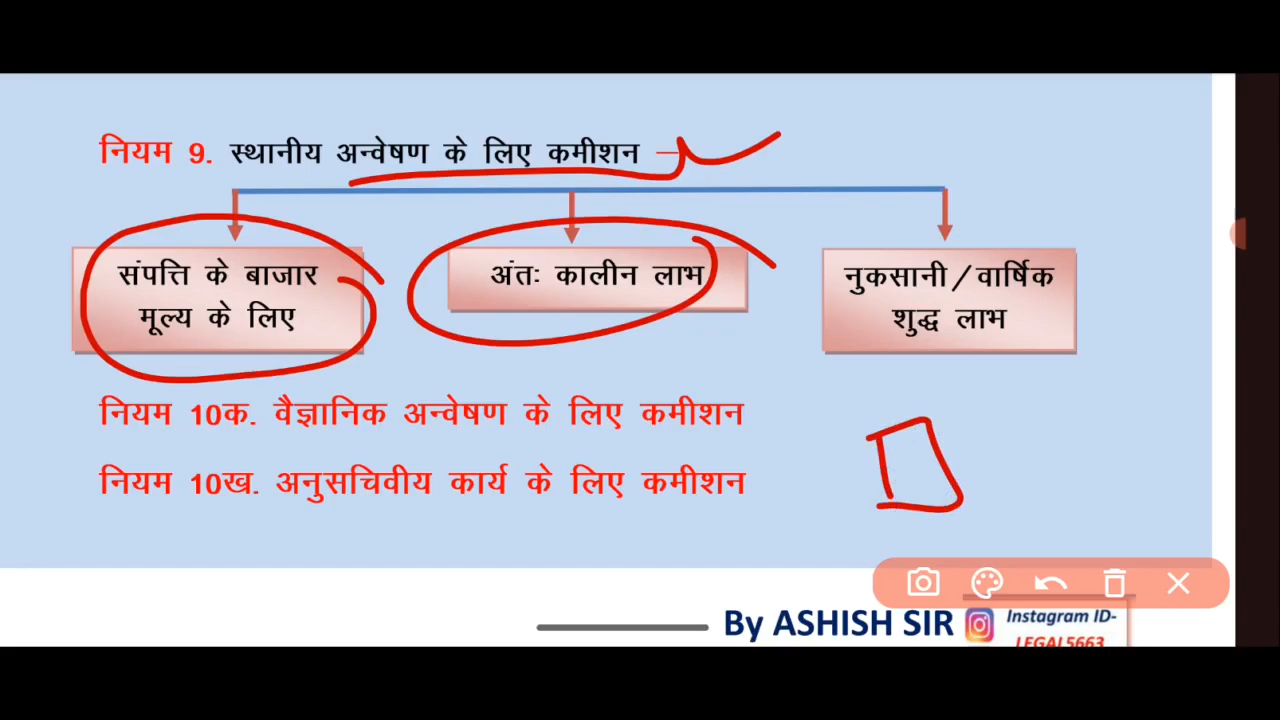 नियम 9. स्थानीय अन्वेषण के लिए कमीशन –
संपत्ति के बाजार
मूल्य के लिए
अंतः कालीन लाभ
नुकसानी/वार्षिक
शुद्ध लाभ
नियम 10क. वैज्ञानिक अन्वेषण के लिए कमीशन
नियम 10ख. अनुसचिवीय कार्य के लिए कमीशन
By ASHISH SIR
Instagram ID-
LEGAL5663